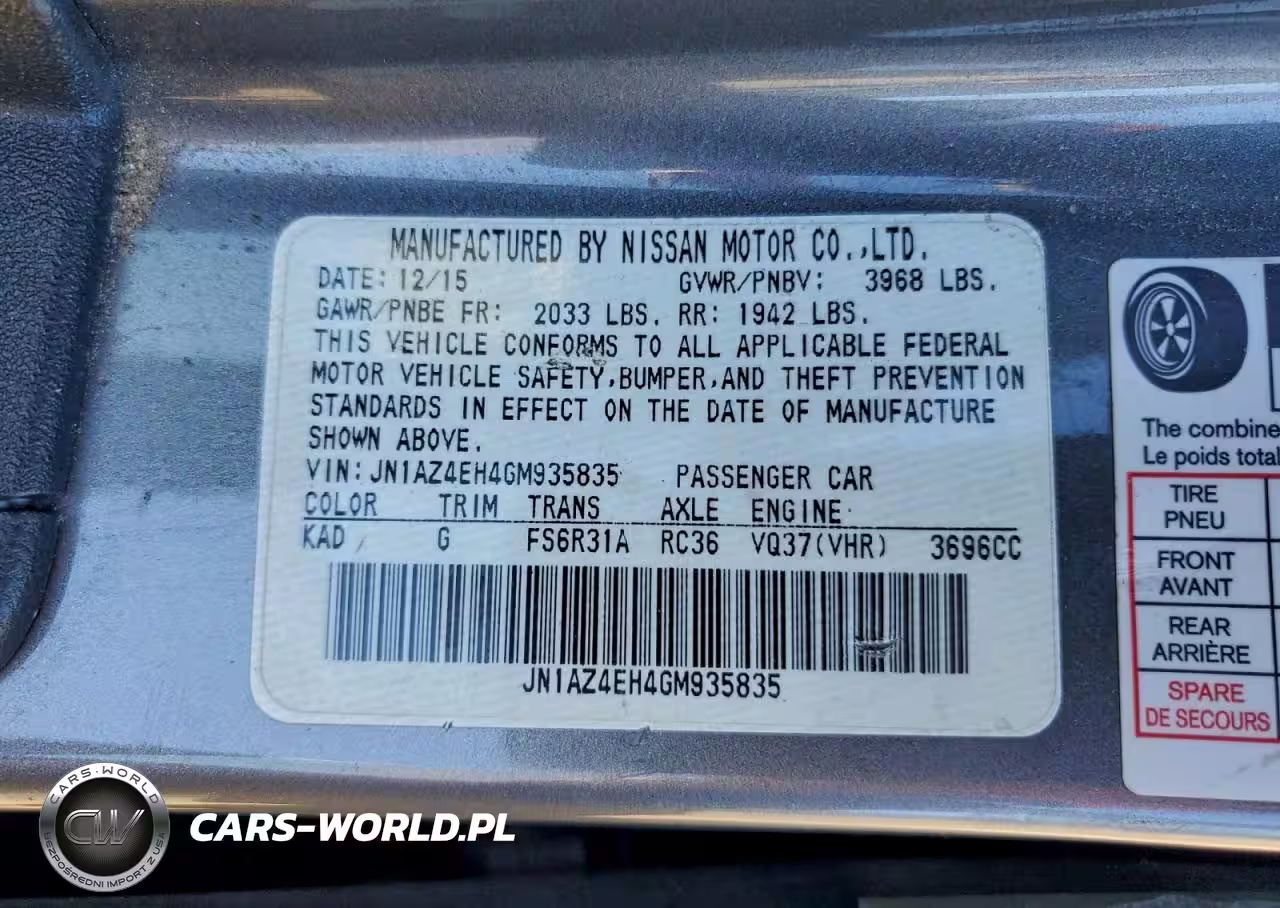 MANUFACTURED BY NISSAN MOTOR CO.,LTD.
DATE: 12/15 GVWR/PNBV: 3968 LBS.
GAWR/PNBE FR: 2033 LBS. RR: 1942 LBS.
THIS VEHICLE CONFORMS TO ALL APPLICABLE FEDERAL
MOTOR VEHICLE SAFETY,BUMPER,AND THEFT PREVENTION
STANDARDS IN EFFECT ON THE DATE OF MANUFACTURE
SHOWN ABOVE.
VIN: JN1AZ4EH4GM935835 PASSENGER CAR
COLOR TRIM TRANS AXLE ENGINE
KAD G FS6R31A RC36 VQ37(VHR) 3696CC
JN1AZ4EH4GM935835
The combine
Le poids total
TIRE
PNEU
FRONT
AVANT
REAR
ARRIÈRE
SPARE
DE SECOURS
CARS-WORLD
CW
BEZPOŚREDNI IMPORT Z USA
CARS-WORLD.PL